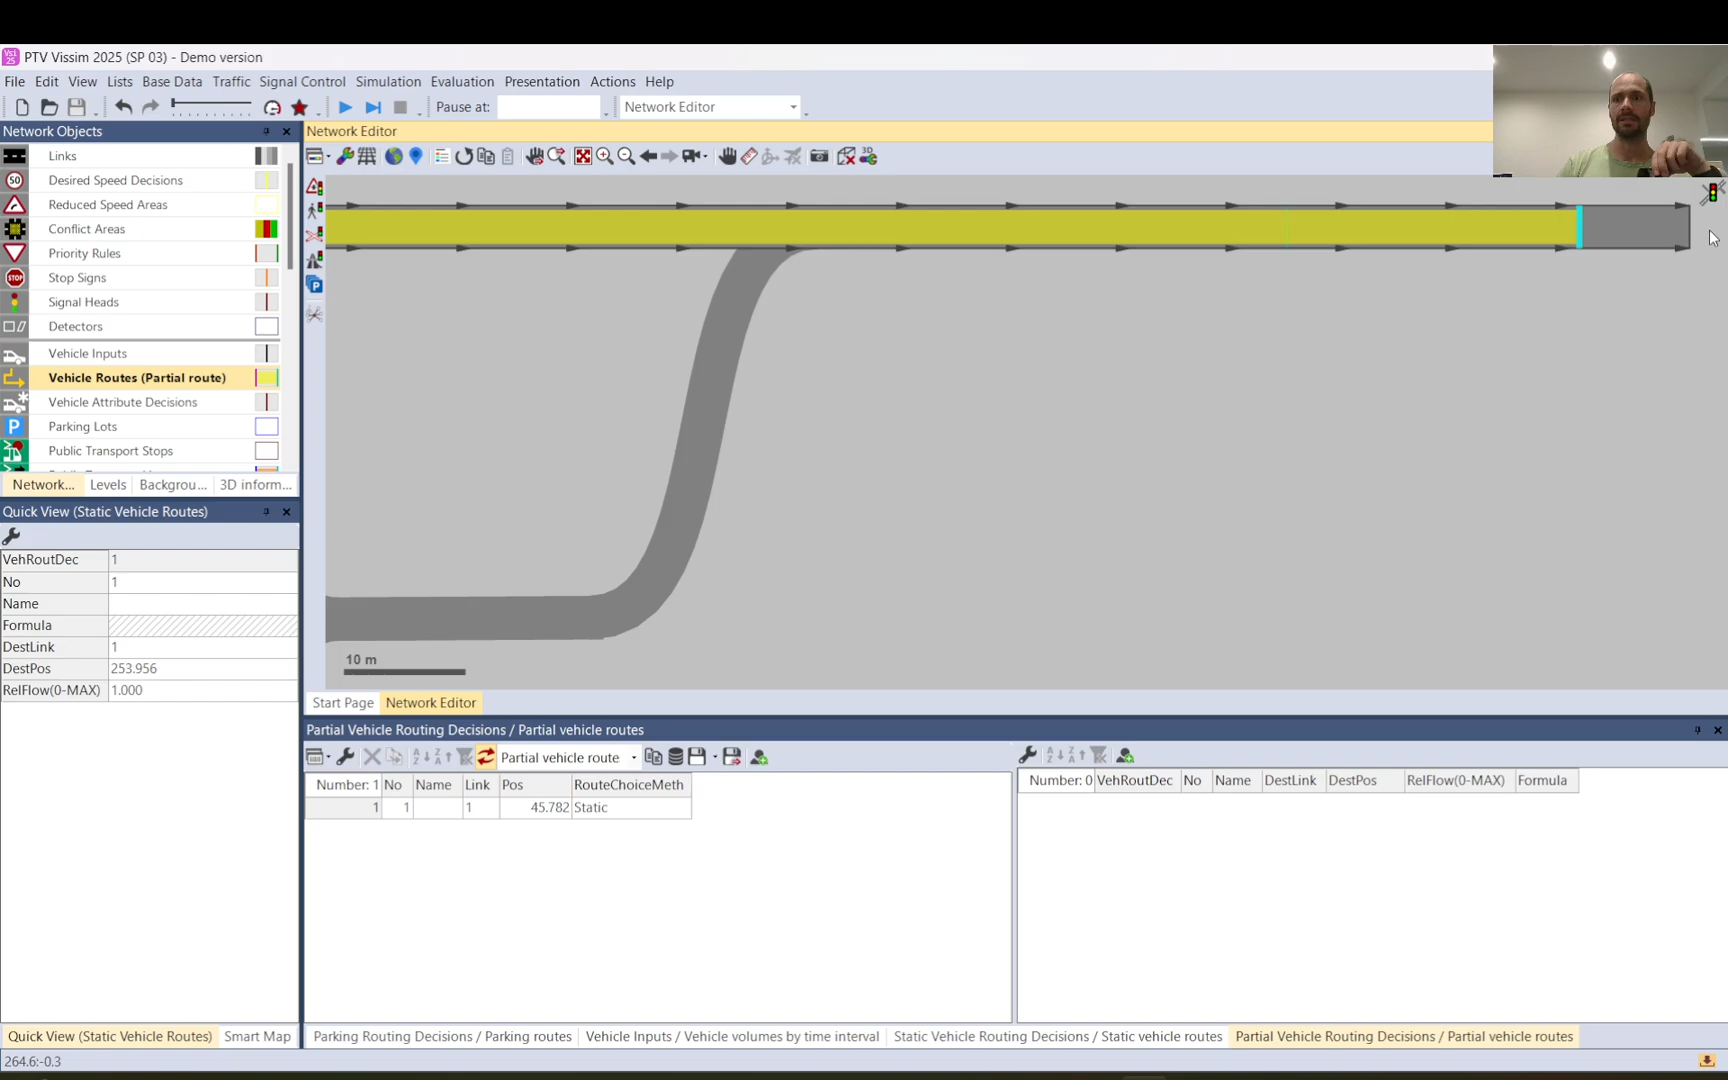 PTV Vissim 2025 (SP 03) - Demo version
File Edit View Lists Base Data Traffic Signal Control Simulation Evaluation Presentation Actions Help
Pause at: Network Editor
Network Objects
Network Editor
Links
50 Desired Speed Decisions
Reduced Speed Areas
Conflict Areas
Priority Rules
STOP Stop Signs
Signal Heads
Detectors
Vehicle Inputs
Vehicle Routes (Partial route)
Vehicle Attribute Decisions
P Parking Lots
Public Transport Stops
Network... Levels Backgrou... 3D inform...
Quick View (Static Vehicle Routes)
VehRoutDec 1
No 1
Name
Formula
DestLink 1
DestPos 253.956
RelFlow(0-MAX) 1.000
10 m
Start Page Network Editor
Partial Vehicle Routing Decisions / Partial vehicle routes
Partial vehicle route
Number: 1 No Name Link Pos RouteChoiceMeth
1 1 1 45.782 Static
Number: 0 VehRoutDec No Name DestLink DestPos RelFlow(0-MAX) Formula
Quick View (Static Vehicle Routes) Smart Map
Parking Routing Decisions / Parking routes Vehicle Inputs / Vehicle volumes by time interval Static Vehicle Routing Decisions / Static vehicle routes Partial Vehicle Routing Decisions / Partial vehicle routes
264.6:-0.3